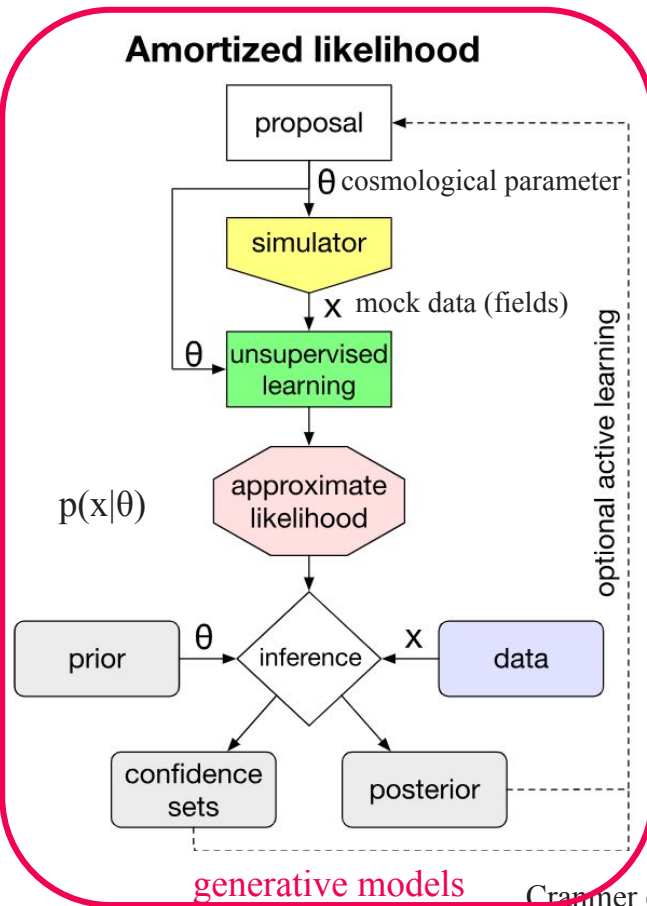 Amortized likelihood
proposal
θ cosmological parameter
simulator
x mock data (fields)
θ
unsupervised
learning
optional active learning
p(x|θ)
approximate
likelihood
prior
θ
inference
x
data
confidence
sets
posterior
generative models
Cranmer